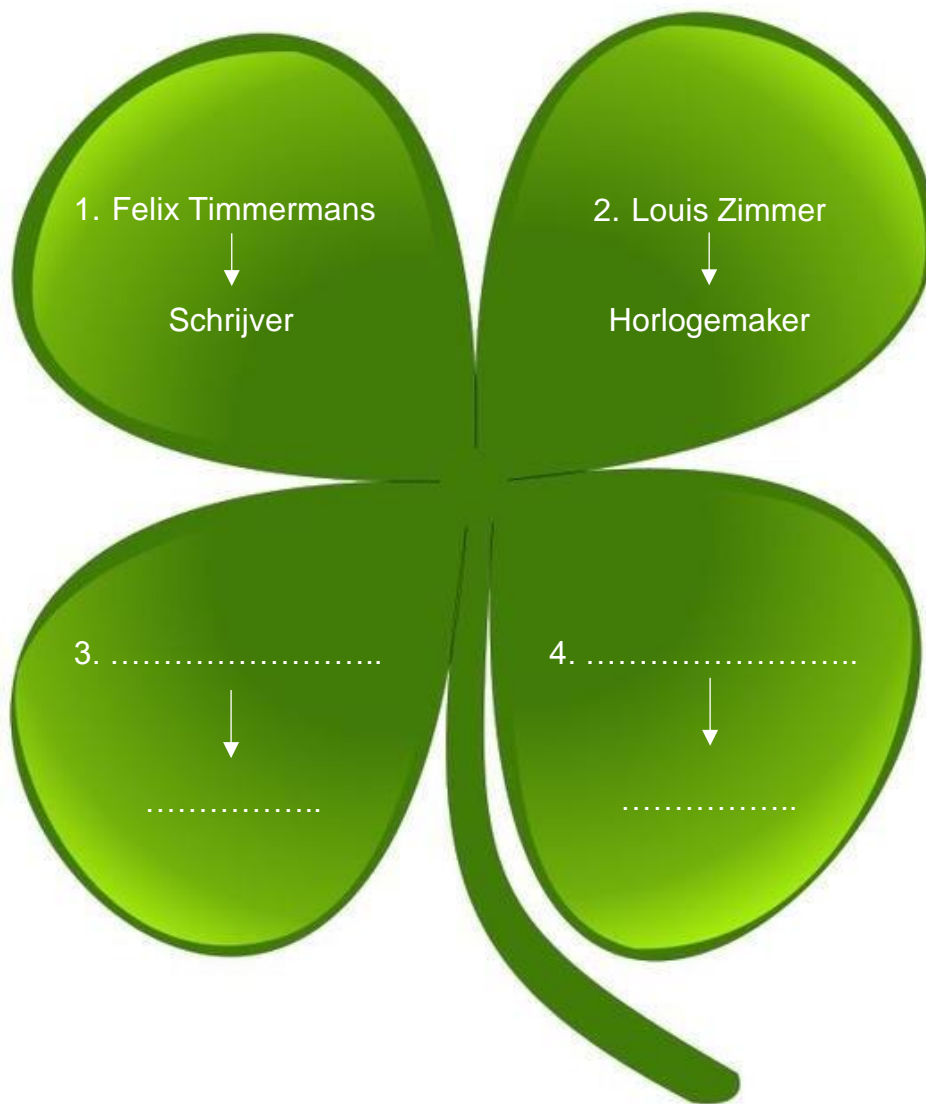 1. Felix Timmermans
Schrijver
2. Louis Zimmer
Horlogemaker
3. ……………………..
……………..
4. ……………………..
……………..